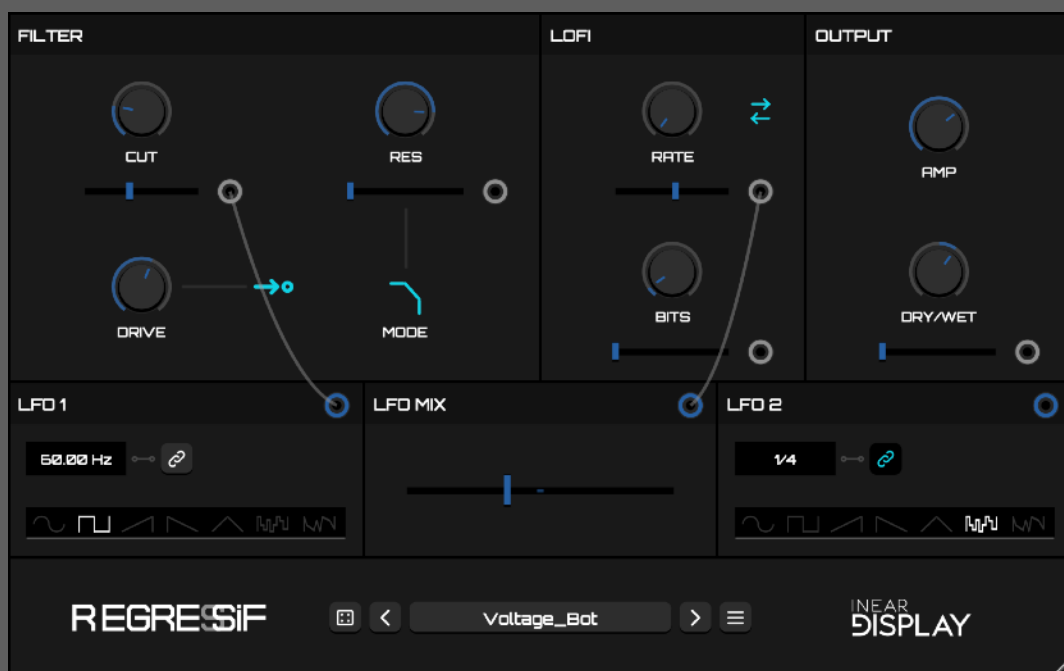 FILTER
LOFI
OUTPUT
CUT
RES
RATE
AMP
DRIVE
MODE
BITS
DRY/WET
LFO 1
LFO MIX
LFO 2
60.00 Hz
1/4
REGRESSiF
Voltage_Bot
INEAR
DISPLAY